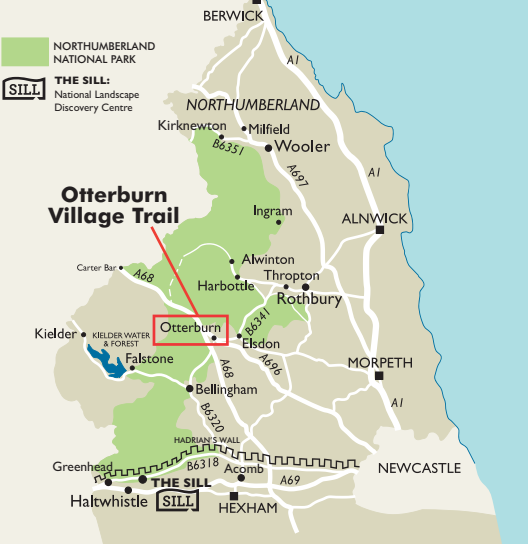 BERWICK
NORTHUMBERLAND
NATIONAL PARK
SILL
THE SILL:
National Landscape
Discovery Centre
A1
NORTHUMBERLAND
Kirknewton
Milfield
B6351
Wooler
A697
A1
Otterburn
Village Trail
Ingram
ALNWICK
Alwinton
Carter Bar
A68
Harbottle
Thropton
Rothbury
Otterburn
B6341
Elsdon
Kielder
KIELDER WATER
& FOREST
Falstone
A68
A696
MORPETH
Bellingham
A1
B6320
HADRIAN'S WALL
Greenhead
B6318
Acomb
NEWCASTLE
THE SILL
A69
Haltwhistle
SILL
HEXHAM